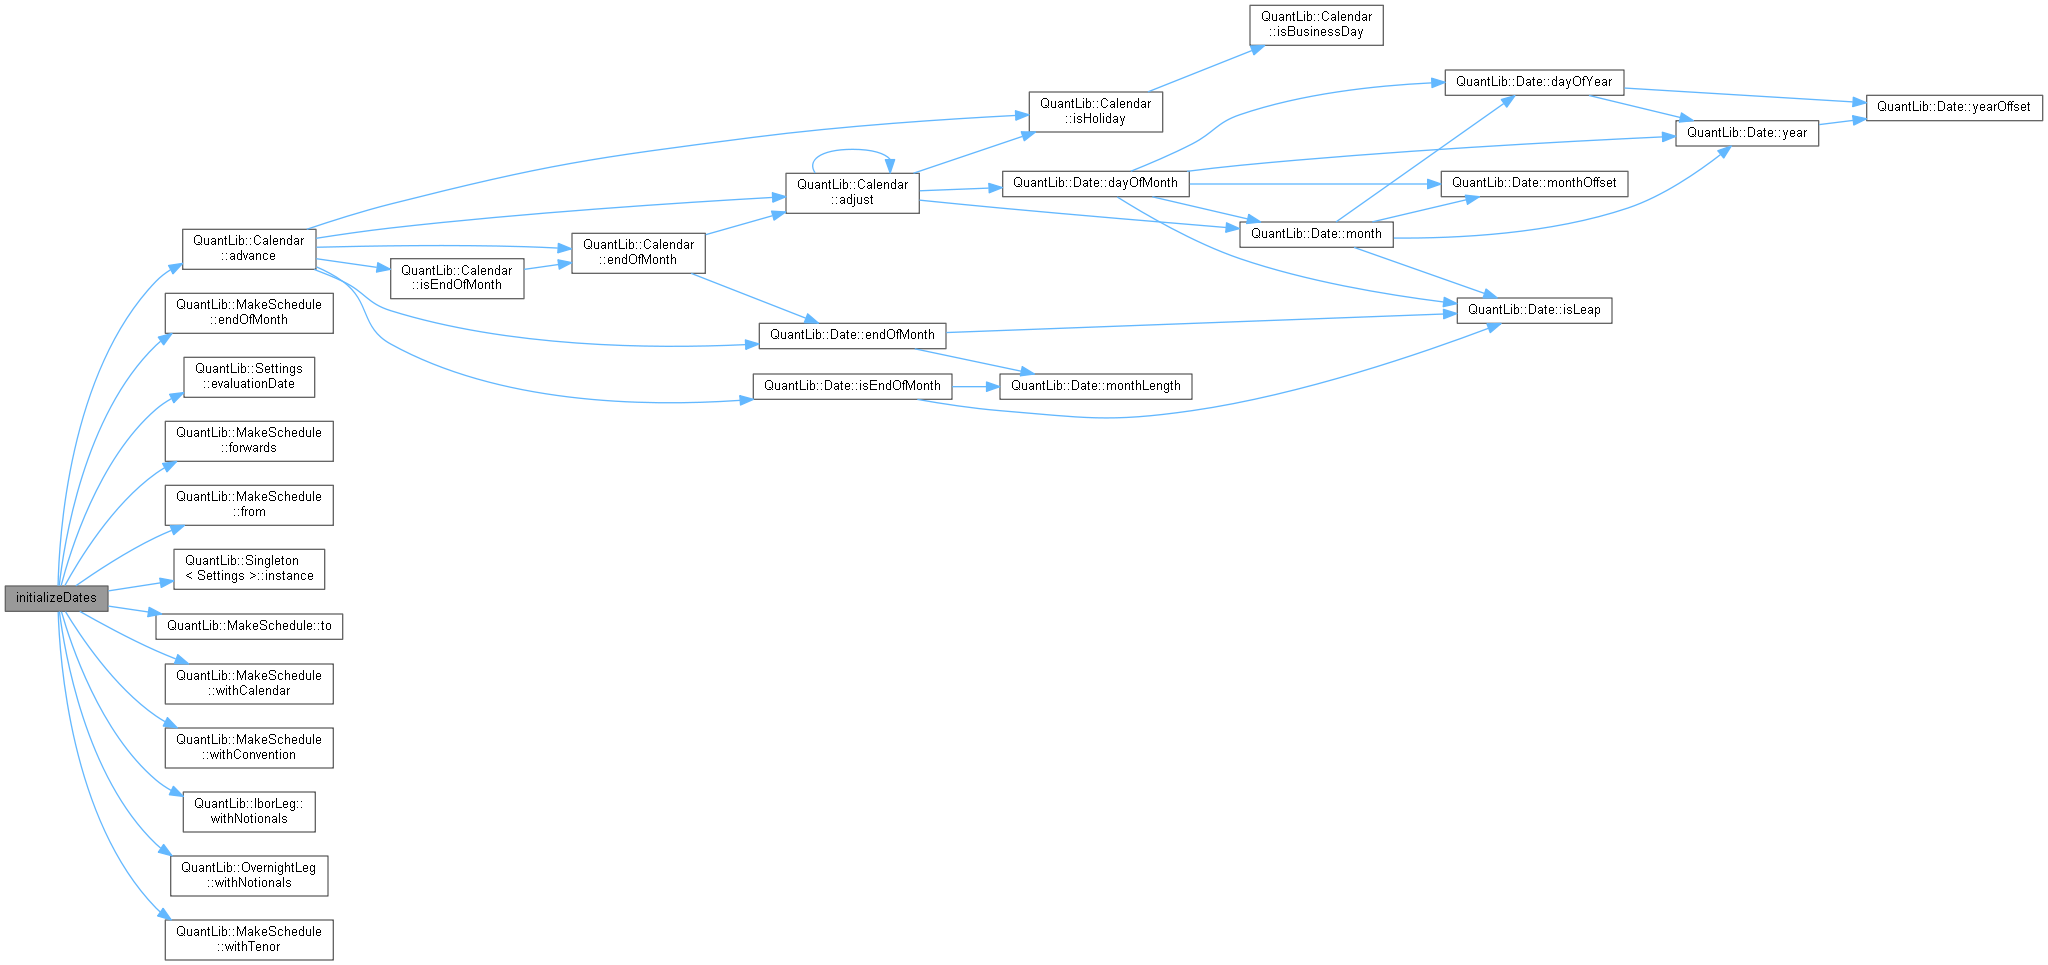 initializeDates
QuantLib::Calendar
::advance
QuantLib::MakeSchedule
::endOfMonth
QuantLib::Settings
::evaluationDate
QuantLib::MakeSchedule
::forwards
QuantLib::MakeSchedule
::from
QuantLib::Singleton
< Settings >::instance
QuantLib::MakeSchedule::to
QuantLib::MakeSchedule
::withCalendar
QuantLib::MakeSchedule
::withConvention
QuantLib::IborLeg::
withNotionals
QuantLib::OvernightLeg
::withNotionals
QuantLib::MakeSchedule
::withTenor
QuantLib::Calendar
::isEndOfMonth
QuantLib::Calendar
::endOfMonth
QuantLib::Calendar
::adjust
QuantLib::Date::endOfMonth
QuantLib::Date::isEndOfMonth
QuantLib::Calendar
::isHoliday
QuantLib::Date::dayOfMonth
QuantLib::Date::monthLength
QuantLib::Calendar
::isBusinessDay
QuantLib::Date::month
QuantLib::Date::dayOfYear
QuantLib::Date::monthOffset
QuantLib::Date::isLeap
QuantLib::Date::year
QuantLib::Date::yearOffset